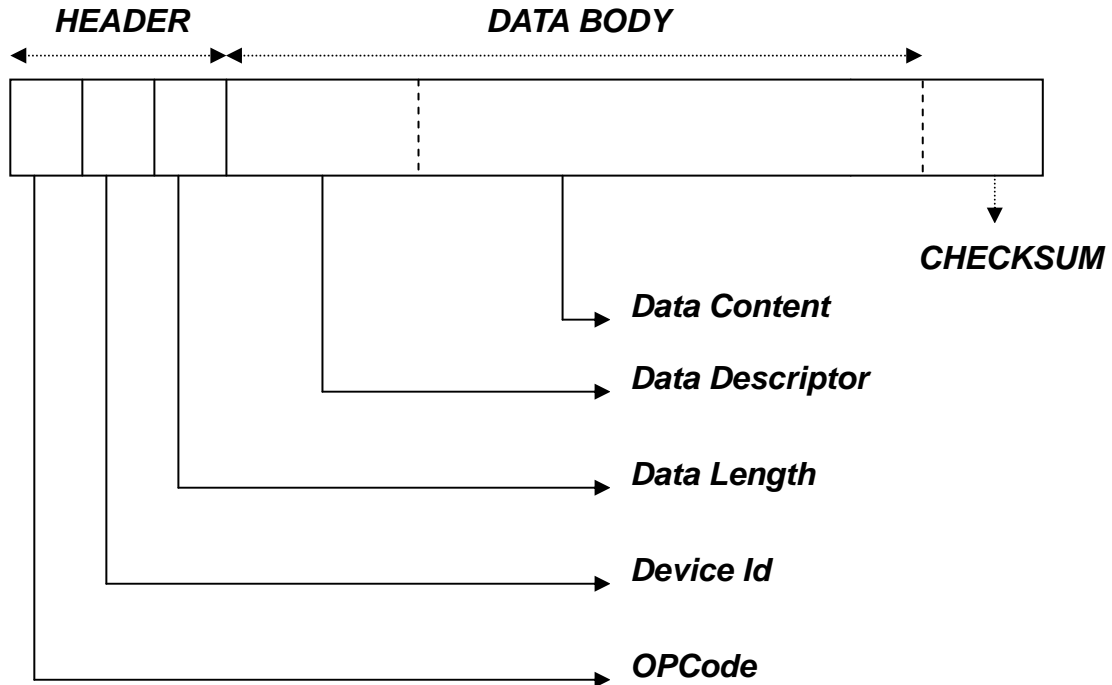 HEADER DATA BODY
CHECKSUM
Data Content
Data Descriptor
Data Length
Device Id
OPCode